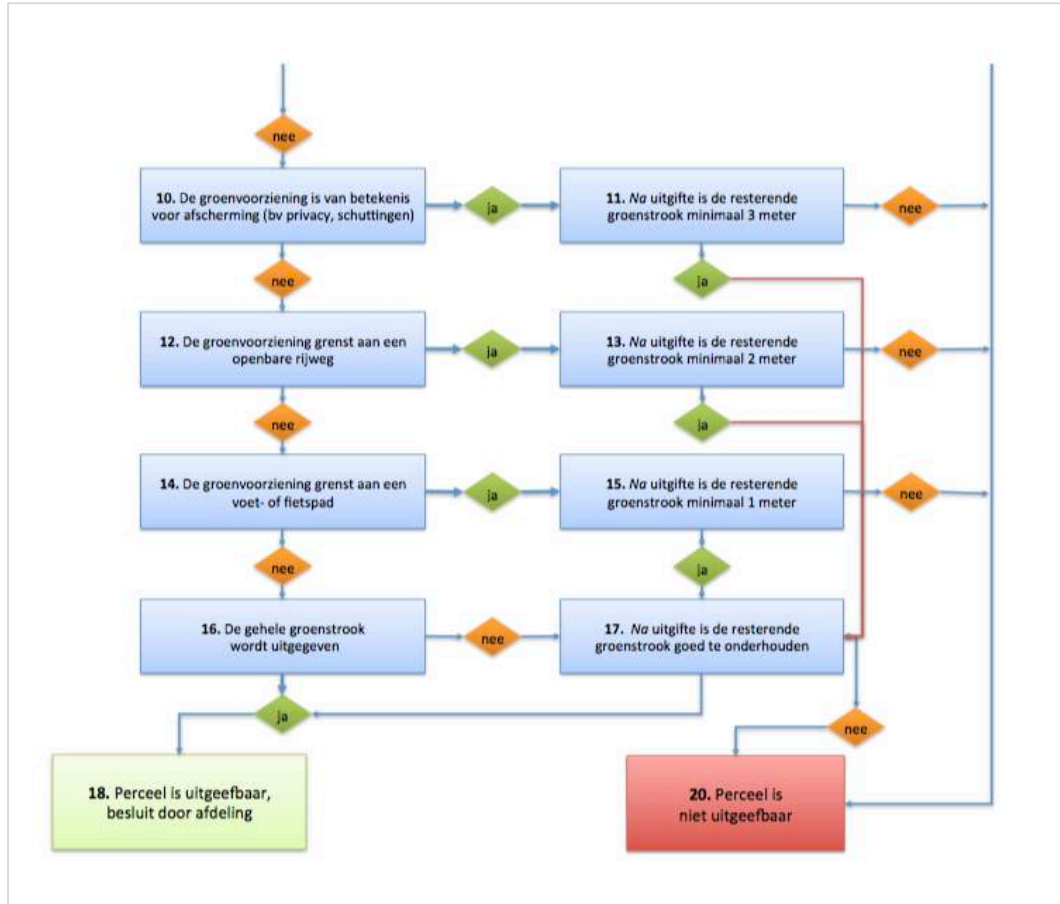 nee
10. De groenvoorziening is van betekenis
voor afscherming (bv privacy, schuttingen)
ja
11. Na uitgifte is de resterende
groenstrook minimaal 3 meter
nee
nee
ja
12. De groenvoorziening grenst aan een
openbare rijweg
ja
13. Na uitgifte is de resterende
groenstrook minimaal 2 meter
nee
nee
ja
14. De groenvoorziening grenst aan een
voet- of fietspad
ja
15. Na uitgifte is de resterende
groenstrook minimaal 1 meter
nee
nee
ja
16. De gehele groenstrook
wordt uitgegeven
nee
17. Na uitgifte is de resterende
groenstrook goed te onderhouden
ja
nee
18. Perceel is uitgeefbaar,
besluit door afdeling
20. Perceel is
niet uitgeefbaar